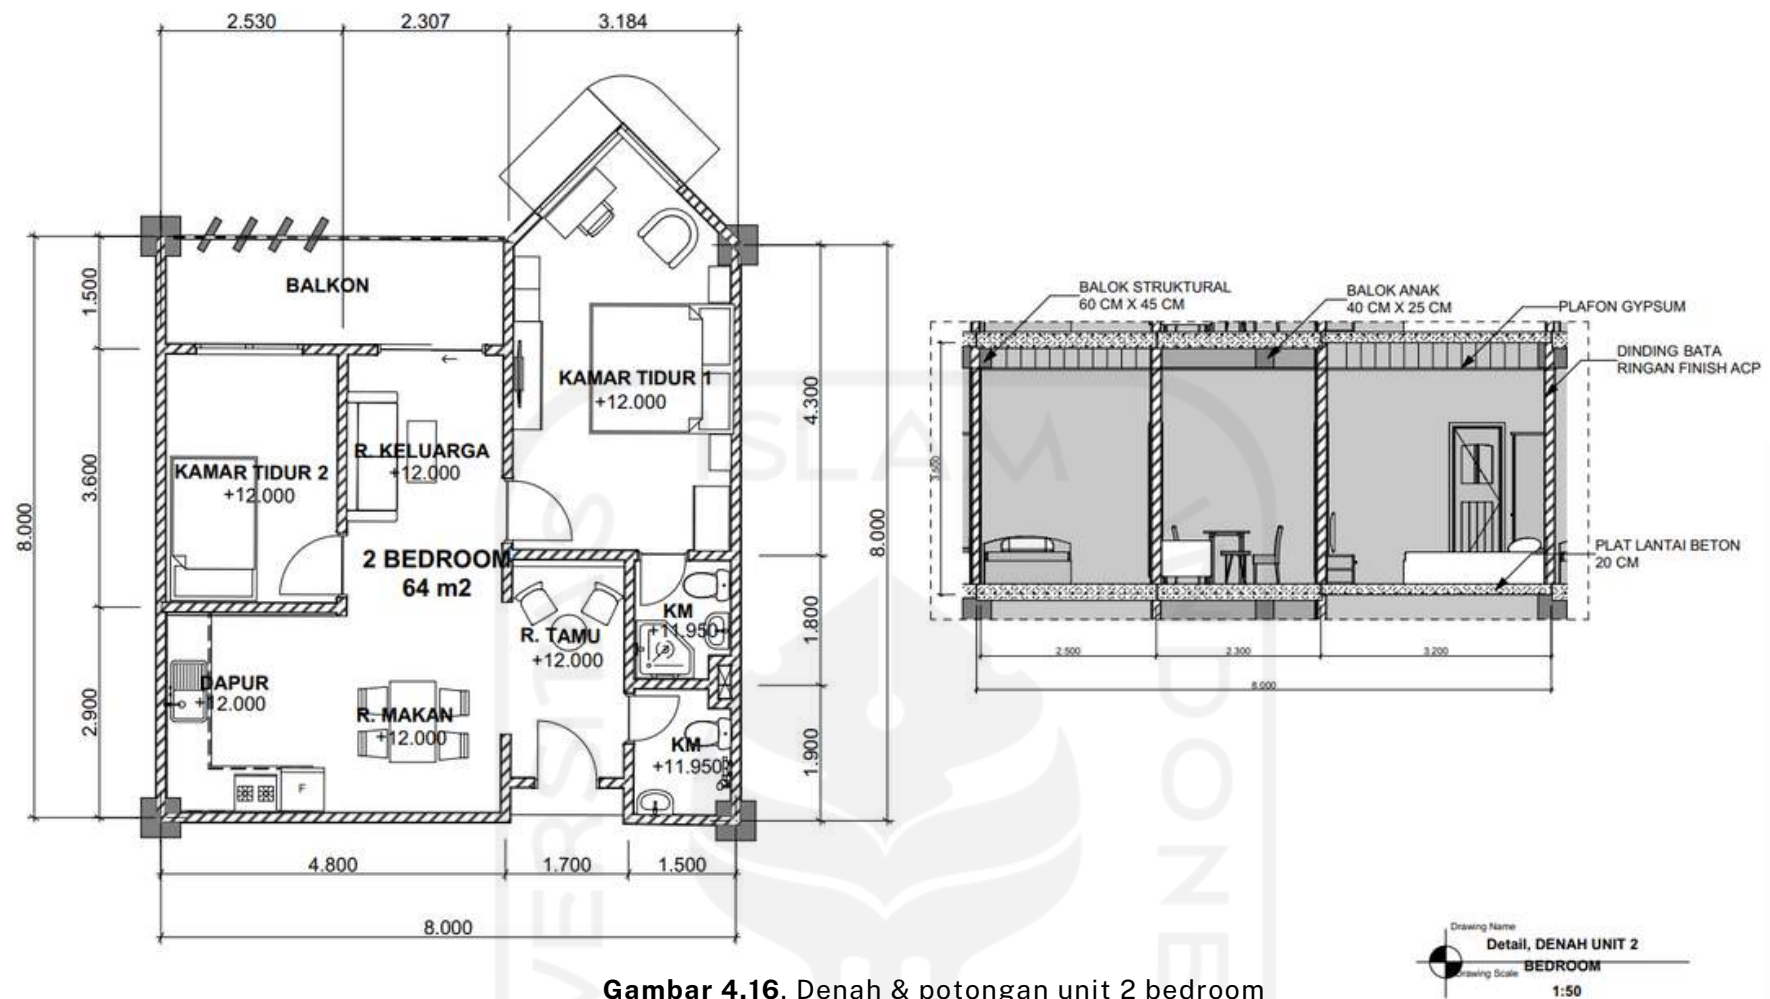 2.530 2.307 3.184
BALKON
1.500
KAMAR TIDUR 1
+12.000
4.300
3.600
R. KELUARGA
+12.000
KAMAR TIDUR 2
+12.000
8.000
8.000
2 BEDROOM
64 m2
KM
+11.950
1.800
R. TAMU
+12.000
DAPUR
+12.000
2.900
R. MAKAN
+12.000
KM
+11.950
1.900
F
4.800 1.700 1.500
8.000
BALOK STRUKTURAL
60 CM X 45 CM
BALOK ANAK
40 CM X 25 CM
PLAFON GYPSUM
DINDING BATA
RINGAN FINISH ACP
PLAT LANTAI BETON
20 CM
2.500 2.300 3.200
8.000
ISLAM
Drawing Name
Detail, DENAH UNIT 2
BEDROOM
Drawing Scale
1:50
Gambar 4.16. Denah & potongan unit 2 bedroom